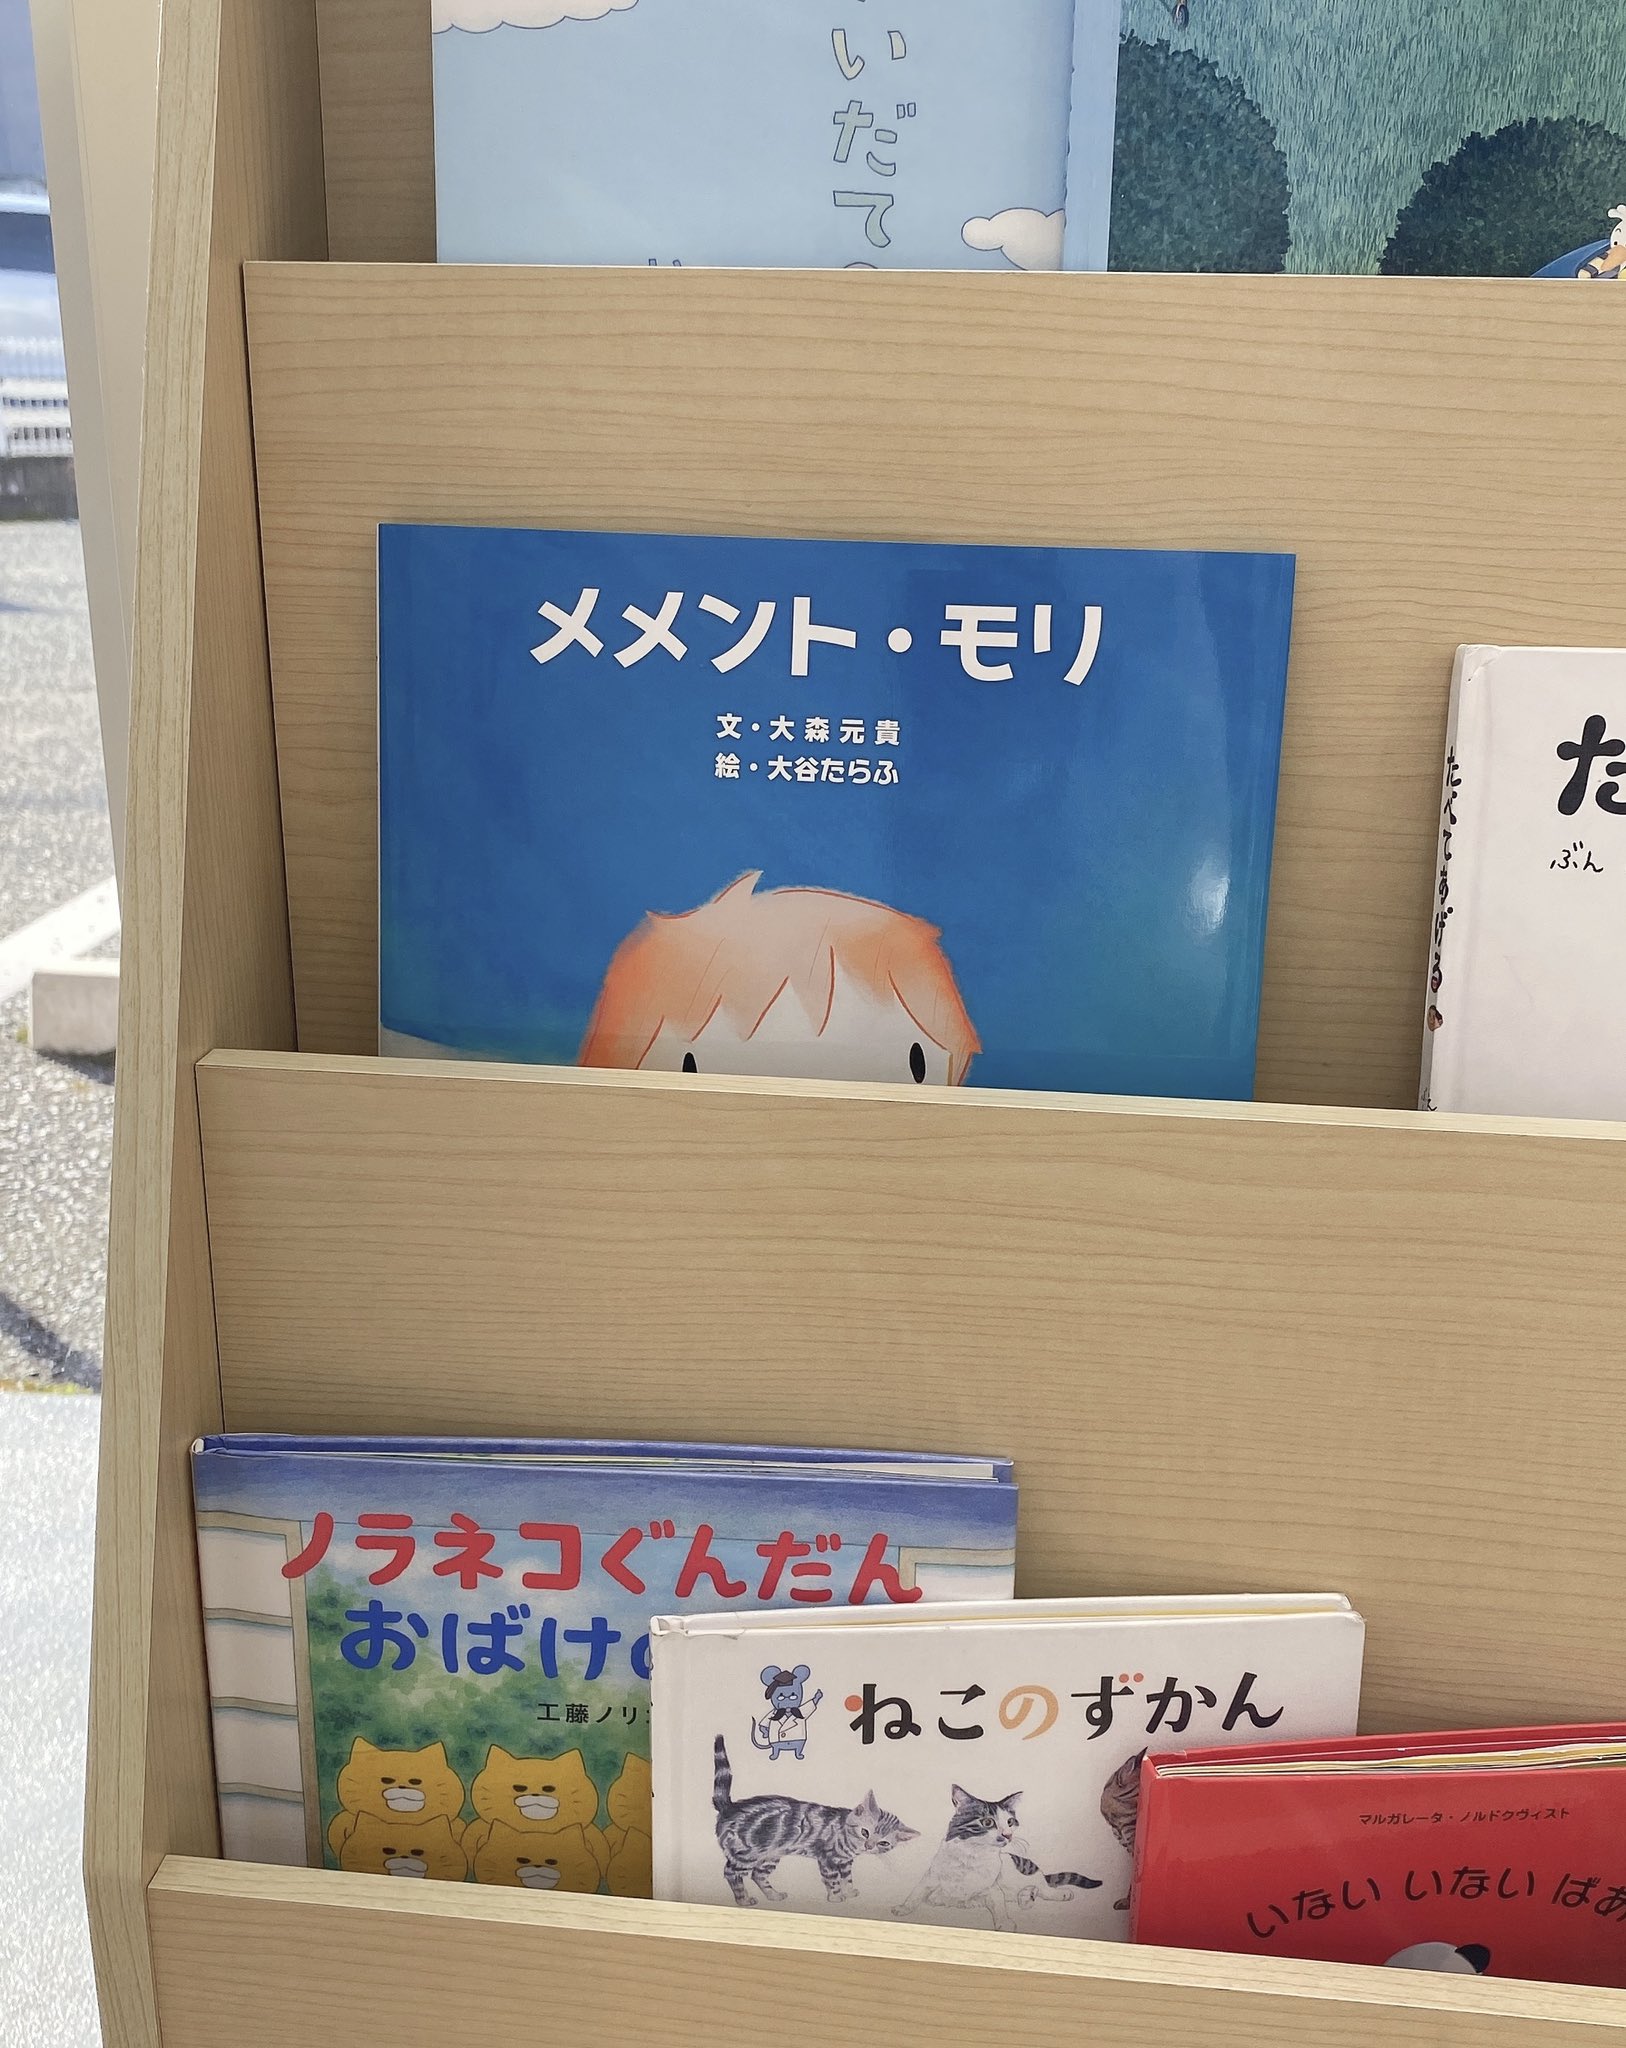 いだて
メメント・モリ
文・大森元貴
絵・大谷たらふ
たべてあげる
ぶん
ノラネコぐんだん
おばけの
工藤ノリ
ねこのずかん
マルガレータ・ノルドクヴィスト
いない いない ばあ